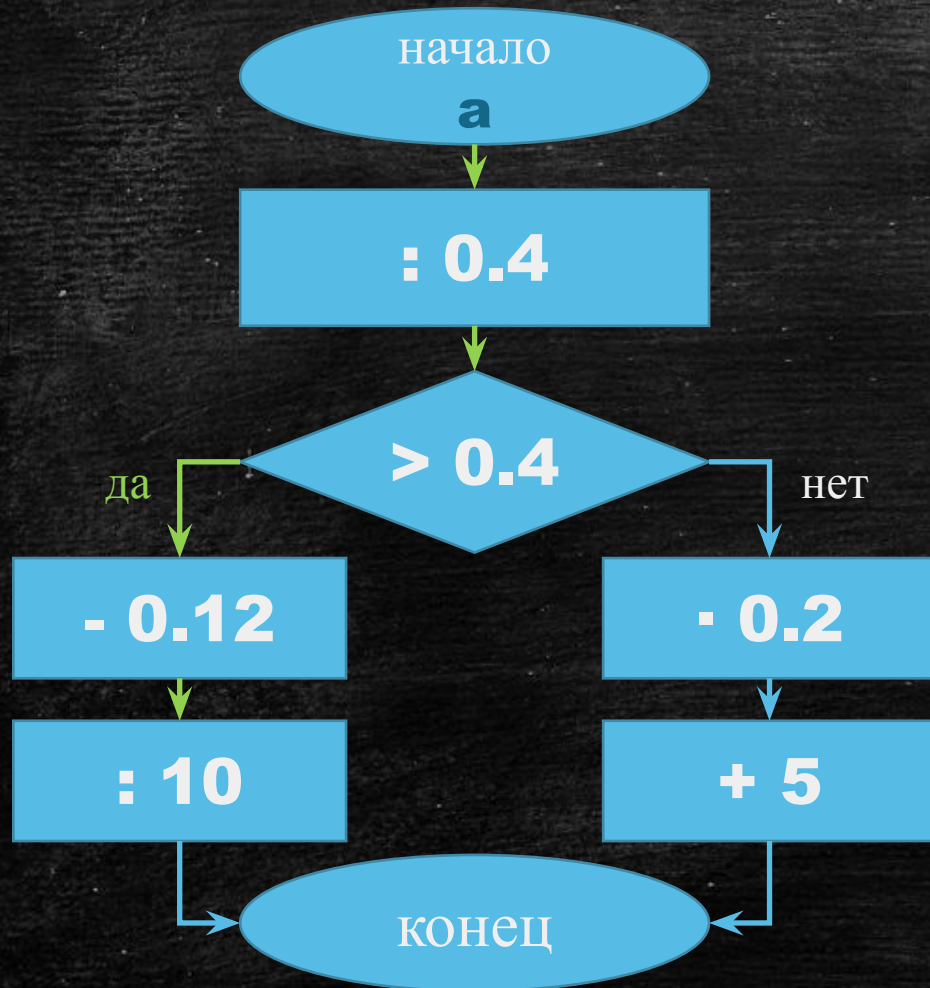 начало
a
: 0.4
> 0.4
да
нет
- 0.12
· 0.2
: 10
+ 5
конец